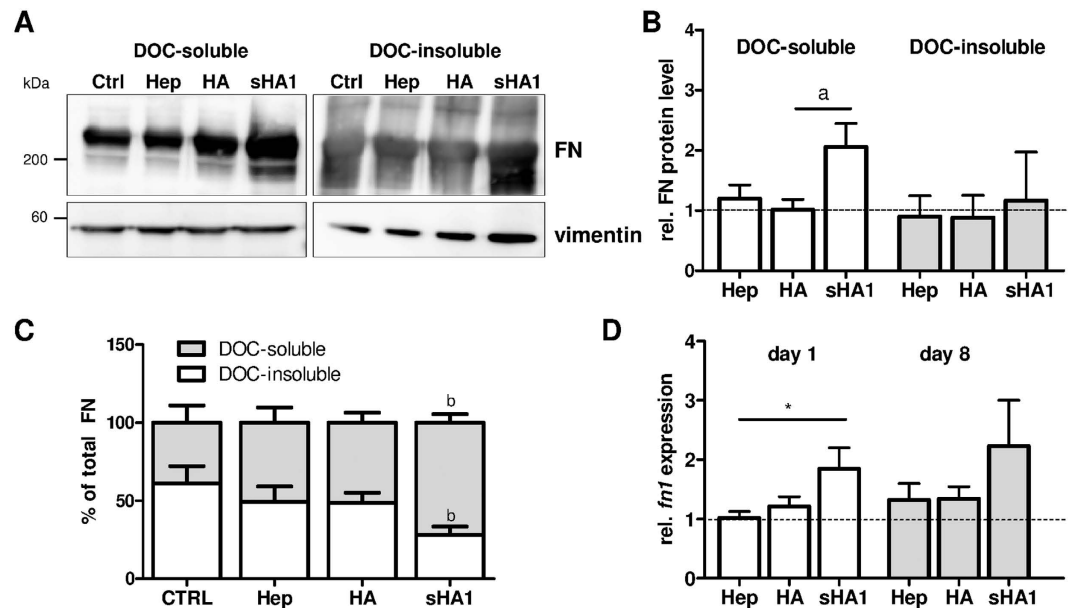 A
DOC-soluble DOC-insoluble
kDa Ctrl Hep HA sHA1 Ctrl Hep HA sHA1
200 FN
60 vimentin
B
rel. FN protein level
4
3
2
1
0
DOC-soluble DOC-insoluble
a
Hep HA sHA1 Hep HA sHA1
C
% of total FN
150
100
50
0
DOC-soluble
DOC-insoluble
b
b
CTRL Hep HA sHA1
D
rel. fn1 expression
4
3
2
1
0
day 1 day 8
*
Hep HA sHA1 Hep HA sHA1